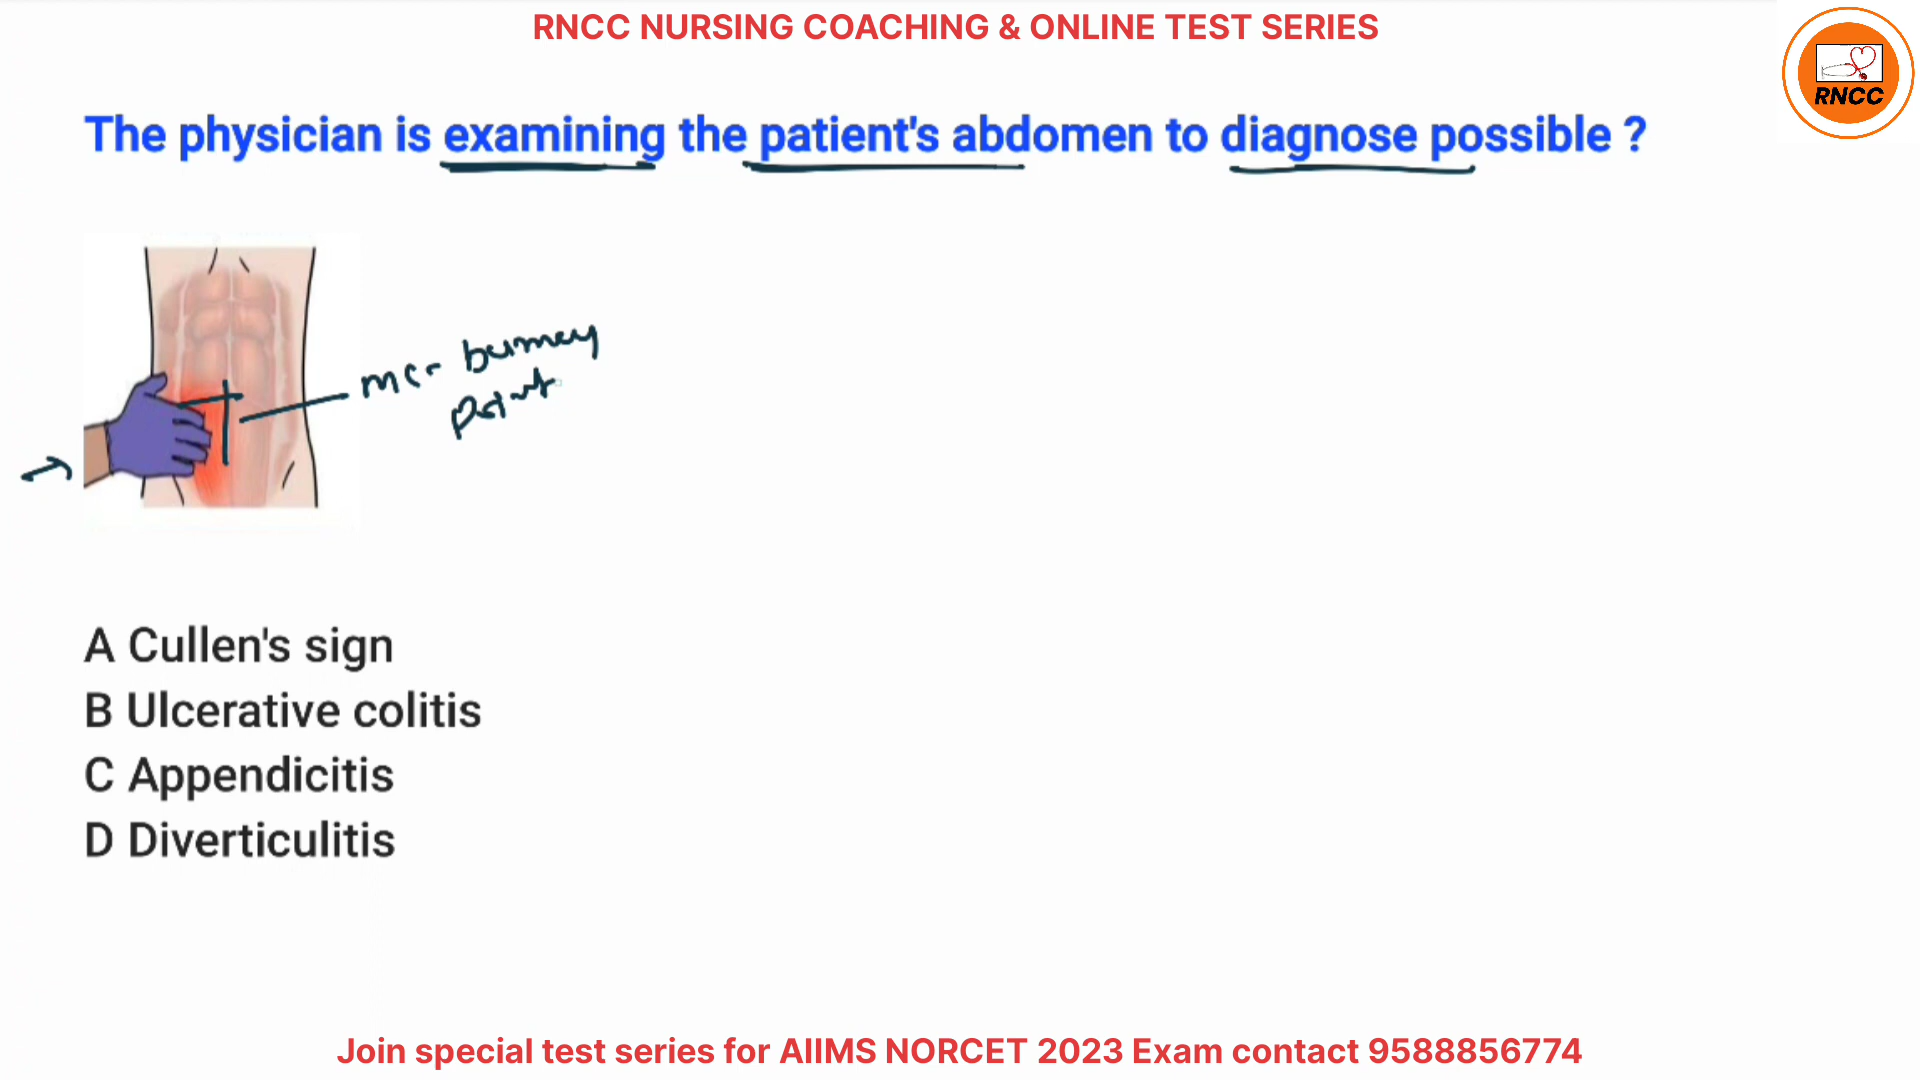 RNCC NURSING COACHING & ONLINE TEST SERIES
RNCC
The physician is examining the patient's abdomen to diagnose possible ?
mc- burney
point
A Cullen's sign
B Ulcerative colitis
C Appendicitis
D Diverticulitis
Join special test series for AIIMS NORCET 2023 Exam contact 9588856774